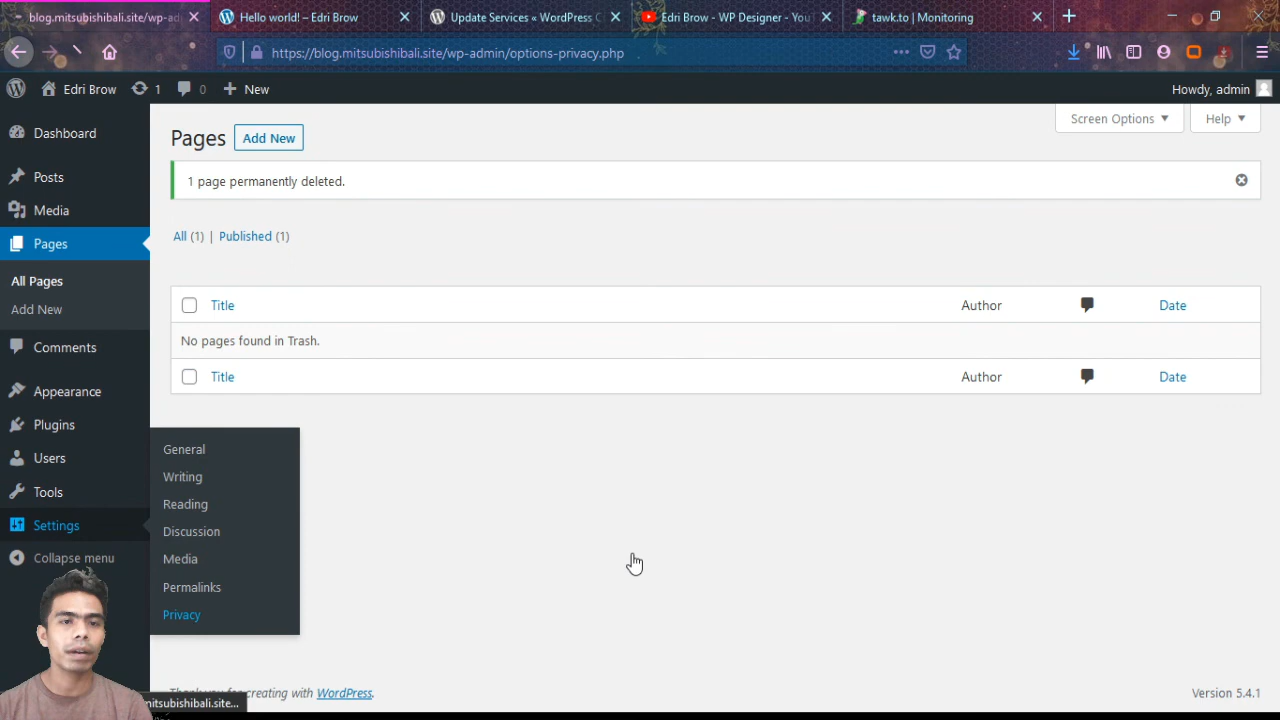 blog.mitsubishibali.site/wp-ad
Hello world! – Edri Brow
Update Services « WordPress C
Edri Brow - WP Designer - You
tawk.to | Monitoring
https://blog.mitsubishibali.site/wp-admin/options-privacy.php
Edri Brow
1
0
New
Howdy, admin
Dashboard
Posts
Media
Pages
All Pages
Add New
Comments
Appearance
Plugins
Users
Tools
Settings
Collapse menu
Pages
Add New
Screen Options
Help
1 page permanently deleted.
All (1) | Published (1)
Title Author Date
No pages found in Trash.
Title Author Date
General
Writing
Reading
Discussion
Media
Permalinks
Privacy
Thank you for creating with WordPress.
Version 5.4.1
mitsubishibali.site...